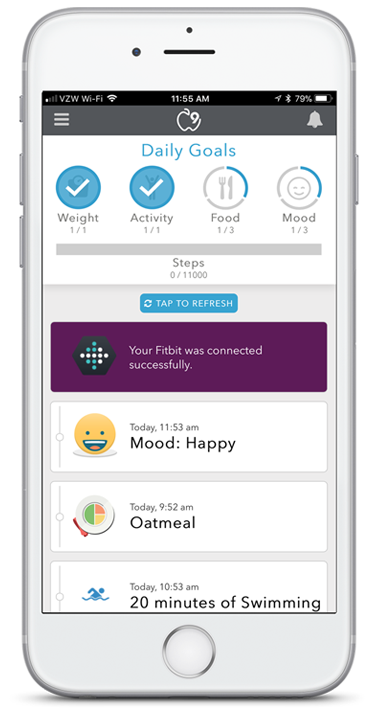 VZW Wi-Fi 11:55 AM 79%
9
Daily Goals
Weight Activity Food Mood
1 / 1 1 / 1 1 / 3 1 / 3
Steps
0 / 11000
TAP TO REFRESH
Your Fitbit was connected
successfully.
Today, 11:53 am
Mood: Happy
Today, 9:52 am
Oatmeal
Today, 10:53 am
20 minutes of Swimming